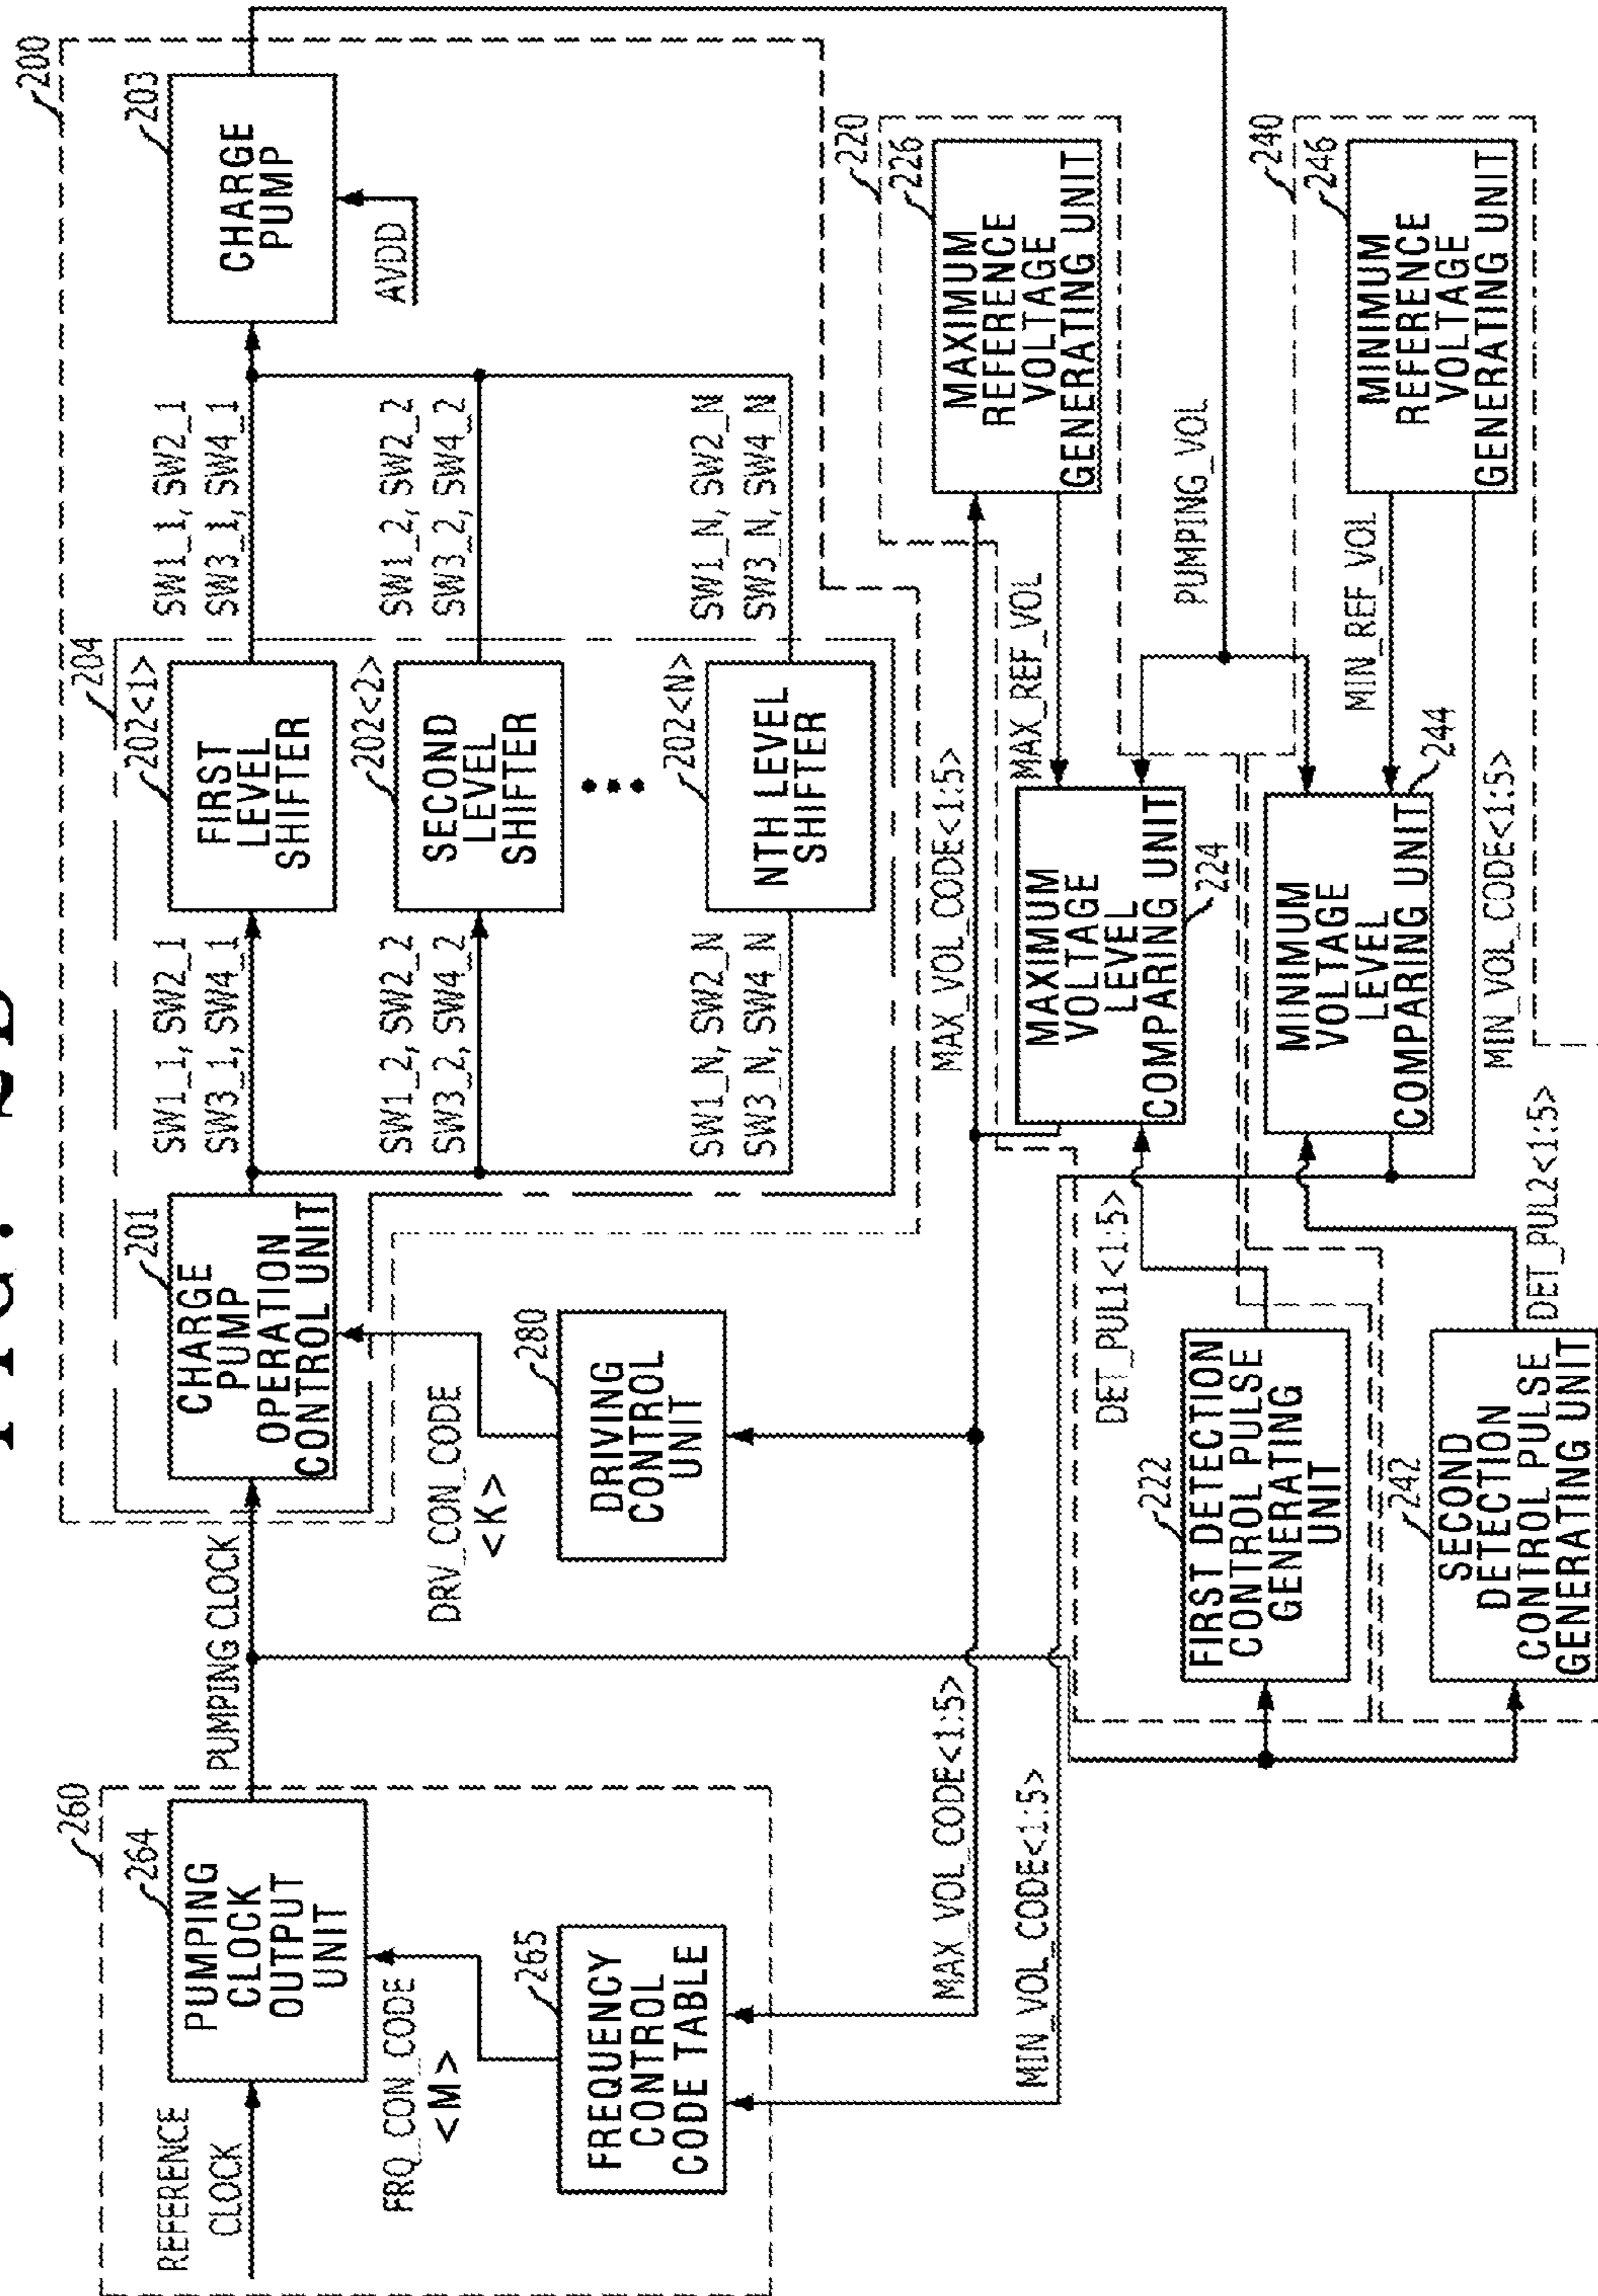 200
203
CHARGE
PUMP
AVDD
204
202<1>
FIRST
LEVEL
SHIFTER
SW1_1, SW2_1
SW3_1, SW4_1
SW1_1, SW2_1
SW3_1, SW4_1
202<2>
SECOND
LEVEL
SHIFTER
SW1_2, SW2_2
SW3_2, SW4_2
SW1_2, SW2_2
SW3_2, SW4_2
202<N>
NTH LEVEL
SHIFTER
SW1_N, SW2_N
SW3_N, SW4_N
SW1_N, SW2_N
SW3_N, SW4_N
201
CHARGE
PUMP
OPERATION
CONTROL UNIT
PUMPING CLOCK
DRV_CON_CODE
<K>
280
DRIVING
CONTROL
UNIT
260
264
PUMPING
CLOCK
OUTPUT
UNIT
REFERENCE
CLOCK
FRQ_CON_CODE
<M>
265
FREQUENCY
CONTROL
CODE TABLE
MAX_VOL_CODE<1:5>
MIN_VOL_CODE<1:5>
220
226
MAXIMUM
REFERENCE
VOLTAGE
GENERATING UNIT
MAX_VOL_CODE<1:5>
MAX_REF_VOL
PUMPING_VOL
MAXIMUM
VOLTAGE
LEVEL
COMPARING UNIT
224
DET_PUL1<1:5>
222
FIRST DETECTION
CONTROL PULSE
GENERATING
UNIT
240
246
MINIMUM
REFERENCE
VOLTAGE
GENERATING UNIT
MIN_REF_VOL
244
MINIMUM
VOLTAGE
LEVEL
COMPARING UNIT
MIN_VOL_CODE<1:5>
DET_PUL2<1:5>
242
SECOND
DETECTION
CONTROL PULSE
GENERATING UNIT